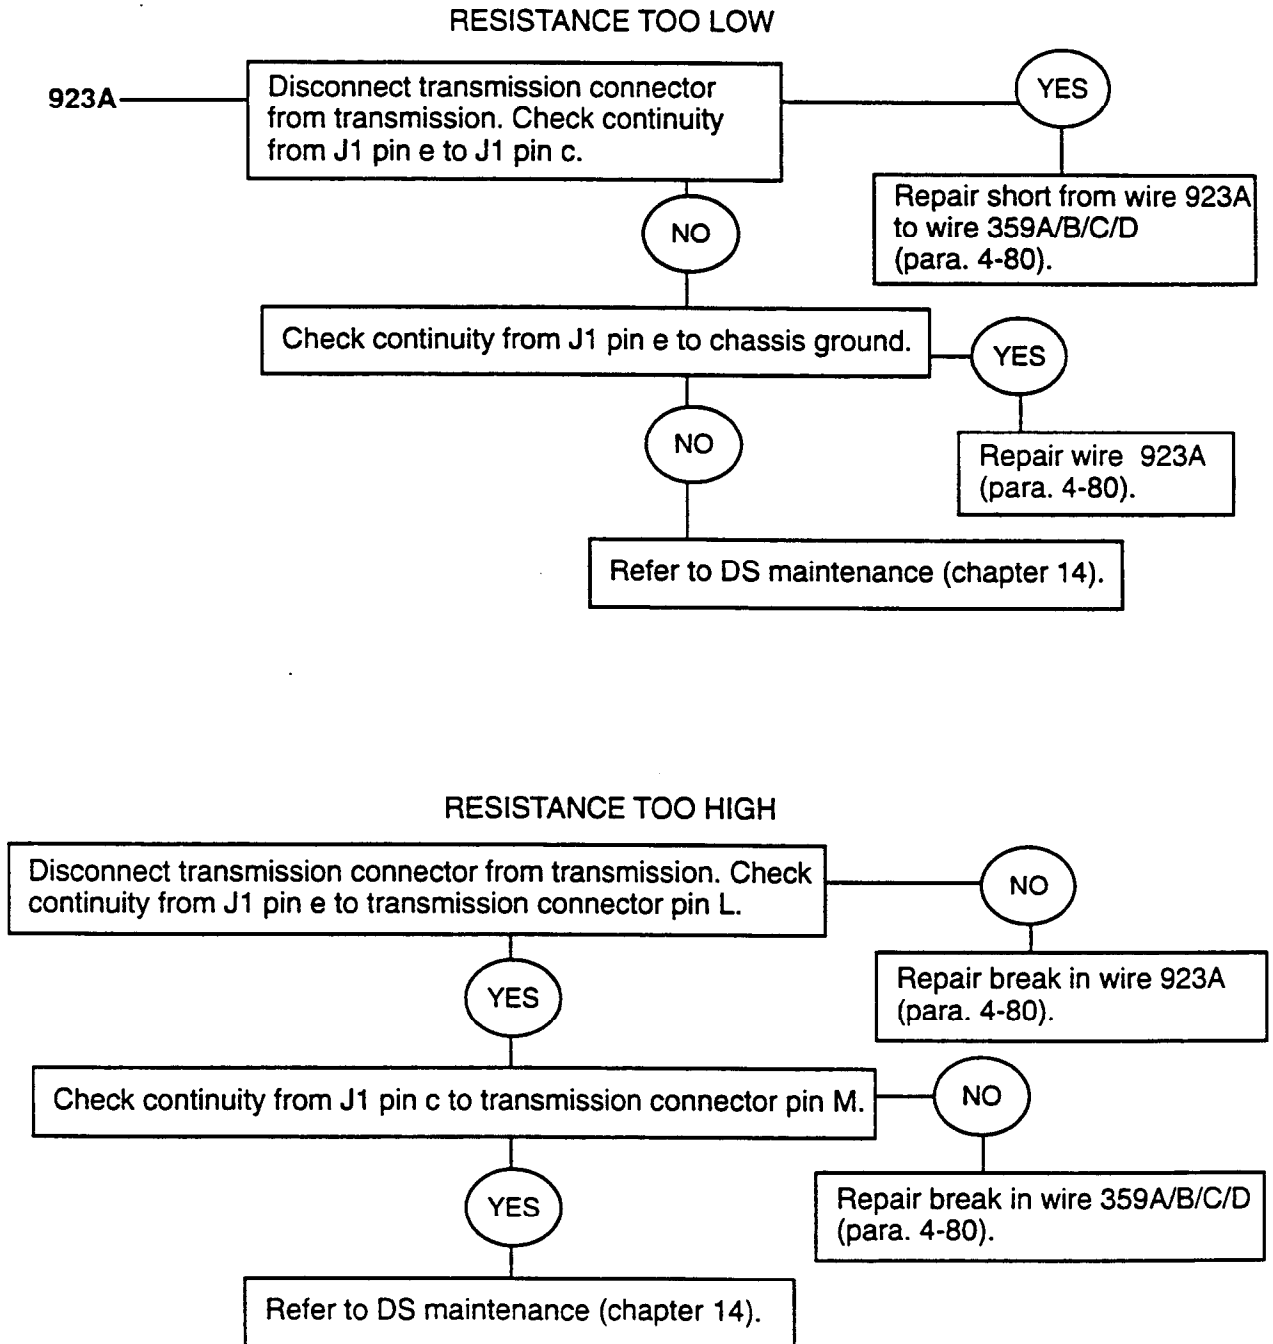 RESISTANCE TOO LOW
923A
Disconnect transmission connector
from transmission. Check continuity
from J1 pin e to J1 pin c.
YES
Repair short from wire 923A
to wire 359A/B/C/D
(para. 4-80).
NO
Check continuity from J1 pin e to chassis ground.
YES
Repair wire 923A
(para. 4-80).
NO
Refer to DS maintenance (chapter 14).
RESISTANCE TOO HIGH
Disconnect transmission connector from transmission. Check
continuity from J1 pin e to transmission connector pin L.
NO
Repair break in wire 923A
(para. 4-80).
YES
Check continuity from J1 pin c to transmission connector pin M.
NO
Repair break in wire 359A/B/C/D
(para. 4-80).
YES
Refer to DS maintenance (chapter 14).